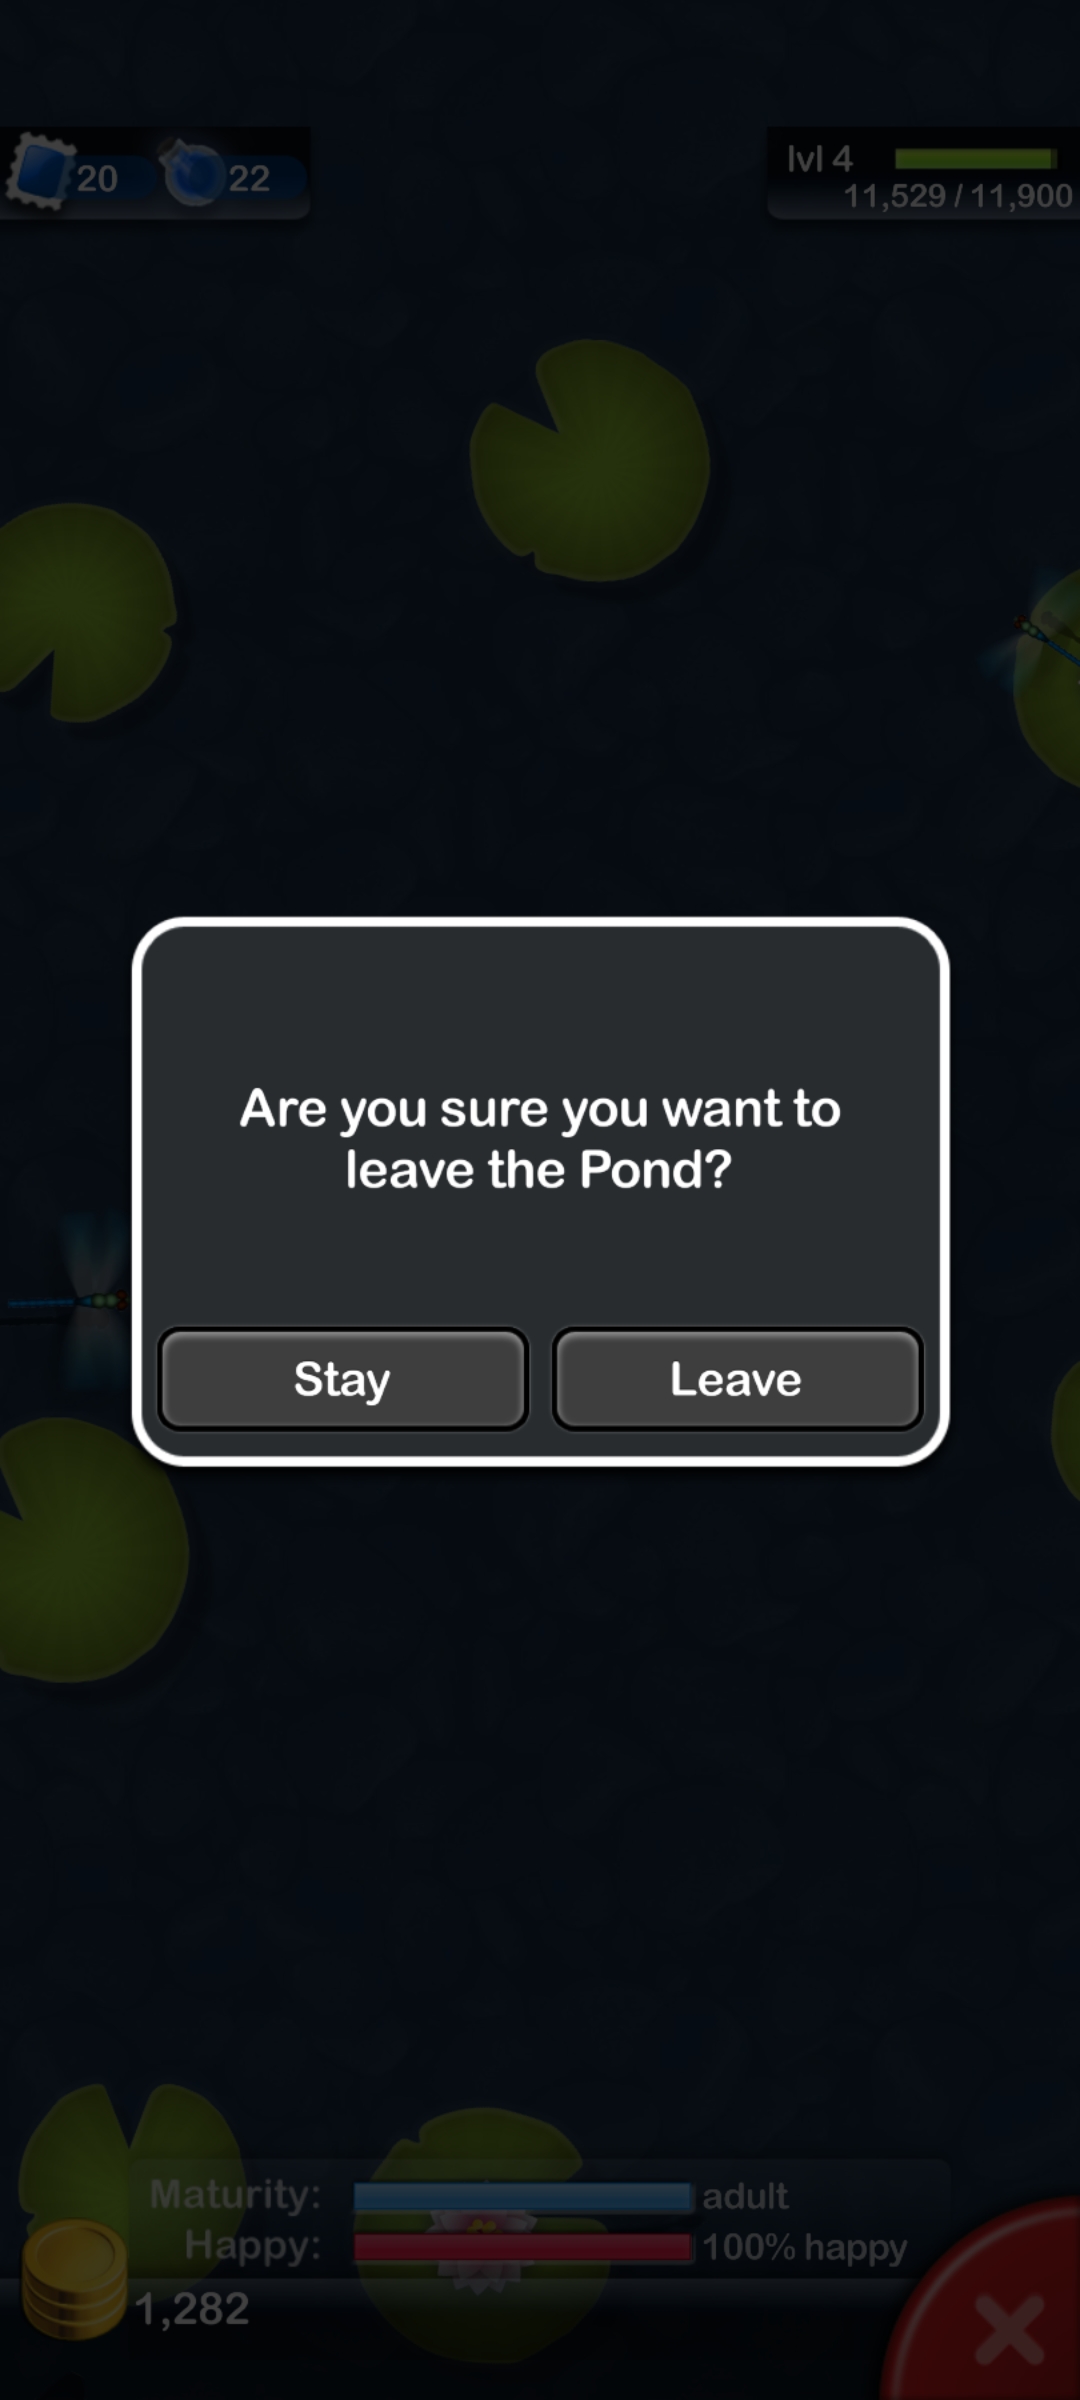 20
22
lvl 4
11,529 / 11,900
Are you sure you want to
leave the Pond?
Stay
Leave
Maturity:
adult
Happy:
100% happy
1,282